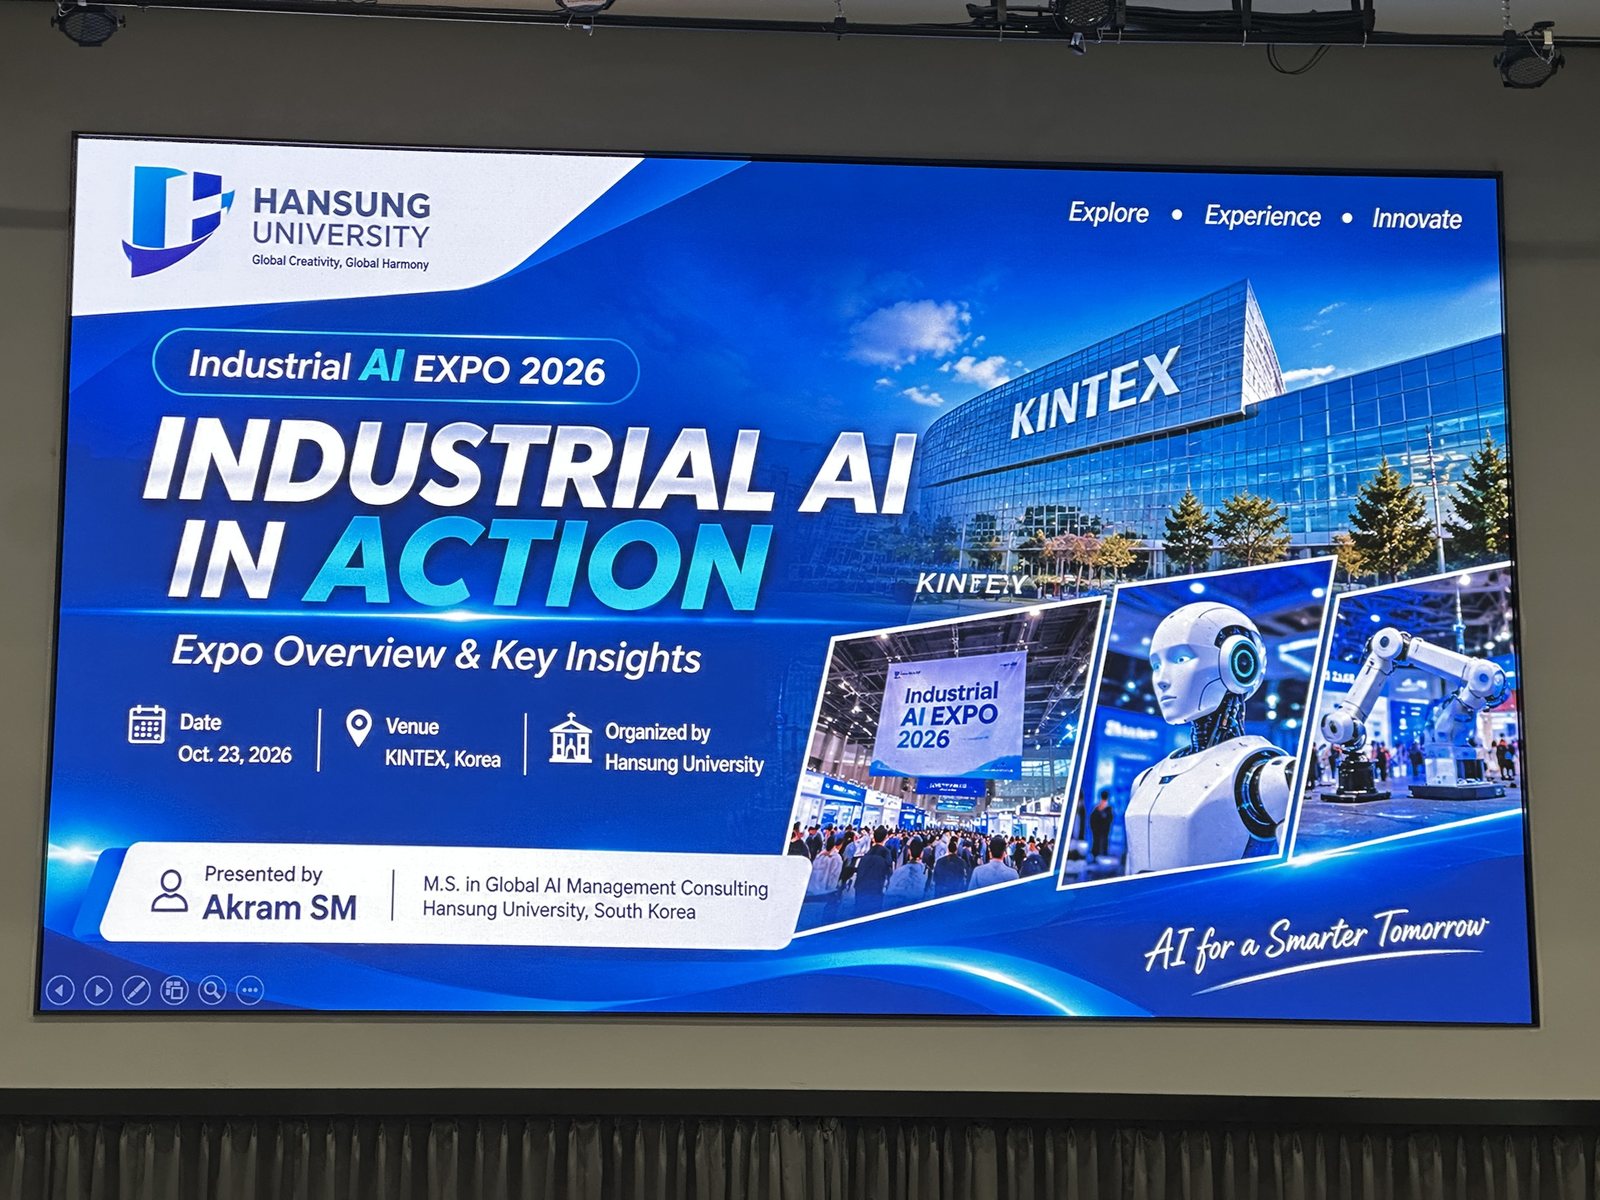 HANSUNG
UNIVERSITY
Global Creativity, Global Harmony
Explore • Experience • Innovate
Industrial AI EXPO 2026
INDUSTRIAL AI
IN ACTION
Expo Overview & Key Insights
Date
Oct. 23, 2026
Venue
KINTEX, Korea
Organized by
Hansung University
KINTEX
KINTEX
Industrial
AI EXPO
2026
Presented by
Akram SM
M.S. in Global AI Management Consulting
Hansung University, South Korea
AI for a Smarter Tomorrow